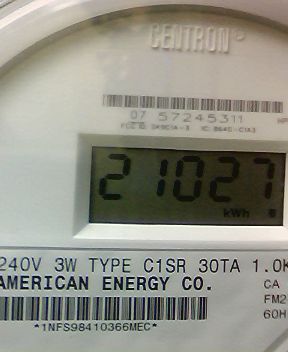 CENTRON®
07 57245311
21027
kWh
240V 3W TYPE C1SR 30TA 1.0K
AMERICAN ENERGY CO.
CA
FM2
60H
*1NFS98410366MEC*